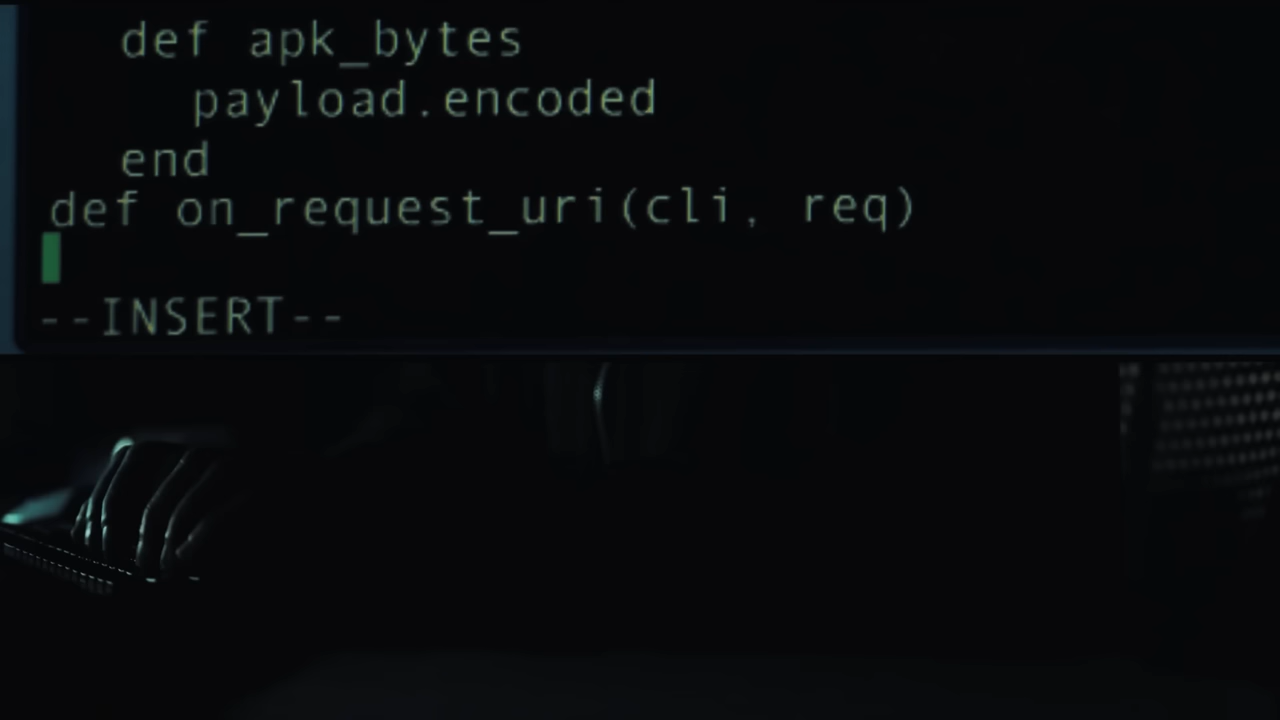 def apk_bytes
payload.encoded
end
def on_request_uri(cli, req)
--INSERT--